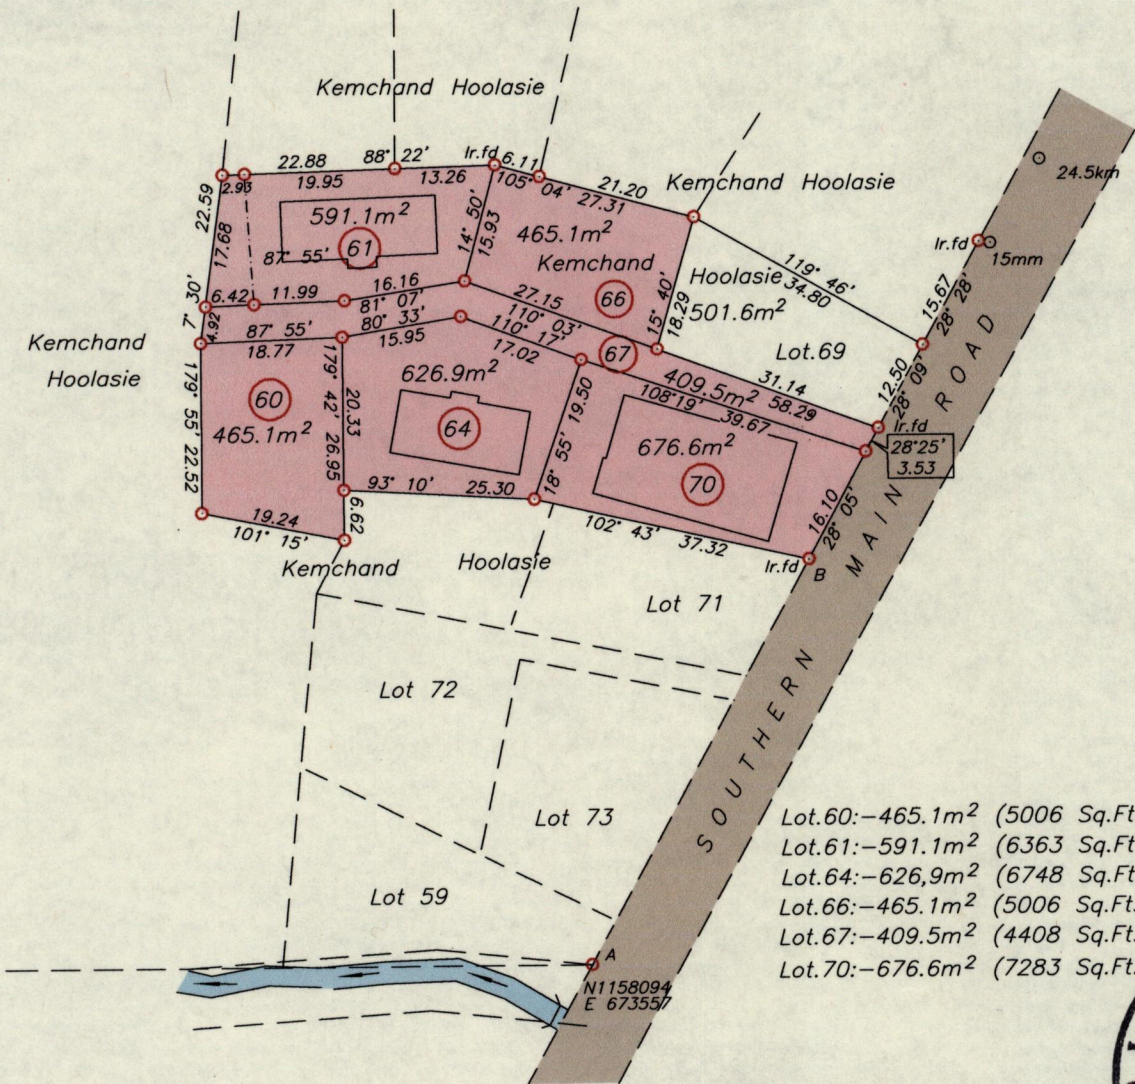 Kemchand Hoolasie
22.88 88° 22'
2.93 19.95 13.26
Ir.fd 6.11
105° 04'
21.20
27.31
Kemchand Hoolasie
24.5km
22.59
17.68
591.1m²
61
87° 55'
14° 50'
15.93
465.1m²
Kemchand
66
Hoolasie
501.6m²
119° 46'
34.80
Ir.fd
15mm
15.67
28° 28'
7° 30'
6.42 11.99 16.16
81° 07'
27.15
110° 03'
15° 40'
18.29
4.92
87° 55'
18.77
80° 33'
15.95
110° 17'
17.02
67
Lot.69
12.50
28° 09'
Kemchand
Hoolasie
179° 55' 22.52
60
465.1m²
179° 42'
20.33
26.95
626.9m²
64
19.50
409.5m²
31.14
58.29
108°19' 39.67
676.6m²
70
Ir.fd
28°25'
3.53
93° 10' 25.30
18° 55'
16.10
28° 05'
19.24
101° 15'
6.62
102° 43' 37.32
Ir.fd
B
Kemchand Hoolasie
SOUTHERN MAIN ROAD
Lot 71
Lot 72
Lot 73
Lot 59
A
N1158094
E 673557
Lot.60:-465.1m² (5006 Sq.Ft
Lot.61:-591.1m² (6363 Sq.Ft
Lot.64:-626,9m² (6748 Sq.Ft
Lot.66:-465.1m² (5006 Sq.Ft.
Lot.67:-409.5m² (4408 Sq.Ft.
Lot.70:-676.6m² (7283 Sq.Ft.